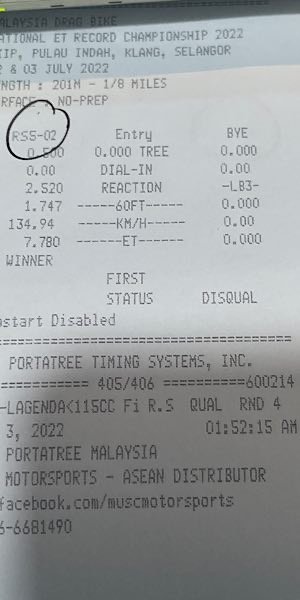 MALAYSIA DRAG BIKE
ATIONAL ET RECORD CHAMPIONSHIP 2022
TIP, PULAU INDAH, KLANG, SELANGOR
2 & 03 JULY 2022
ENGTH : 201M - 1/8 MILES
RFACE : NO-PREP
RS5-02 Entry BYE
0.500 0.000 TREE 0.000
0.00 DIAL-IN 0.00
2.520 REACTION -LB3-
1.747 -----60FT----- 0.000
134.94 -----KM/H----- 0.00
7.780 ------ET------ 0.000
WINNER
FIRST
STATUS DISQUAL
ostart Disabled
PORTATREE TIMING SYSTEMS, INC.
=========== 405/406 ==========600214
-LAGENDA<115CC Fi R.S QUAL RND 4
3, 2022 01:52:15 AM
PORTATREE MALAYSIA
MOTORSPORTS - ASEAN DISTRIBUTOR
facebook.com/muscmotorsports
6-6681490